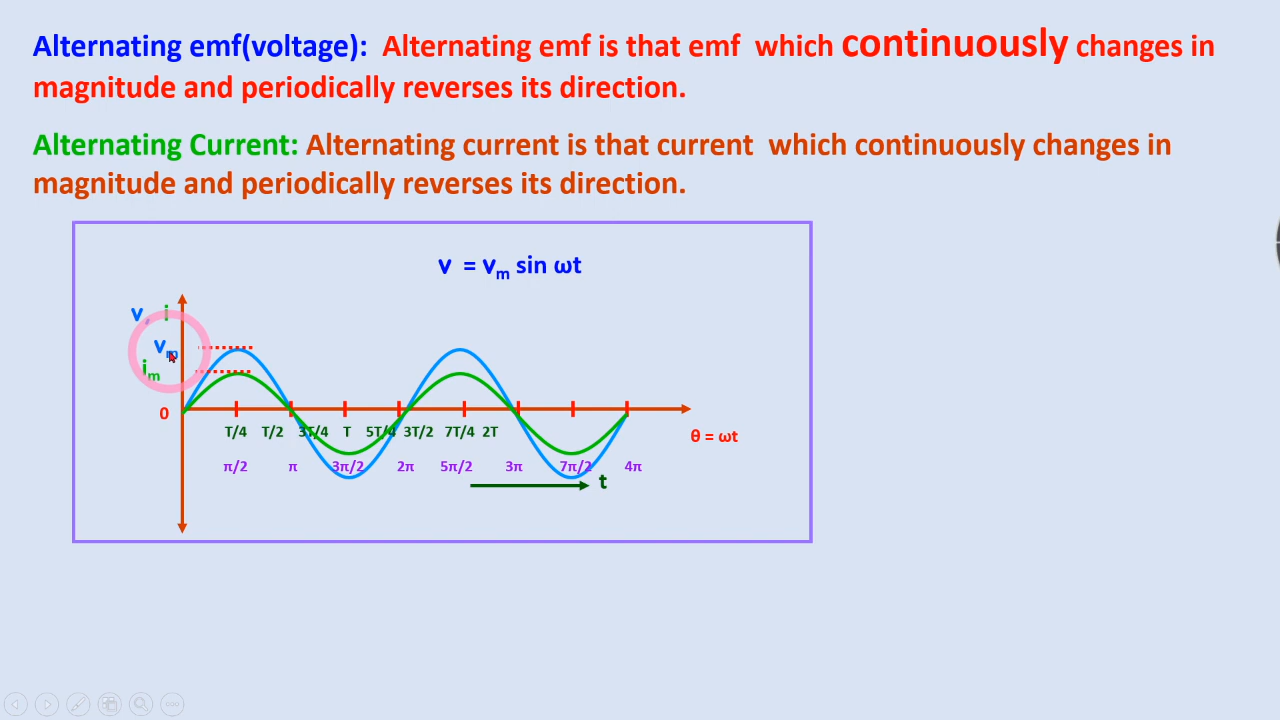 Alternating emf(voltage): Alternating emf is that emf which continuously changes in
magnitude and periodically reverses its direction.
Alternating Current: Alternating current is that current which continuously changes in
magnitude and periodically reverses its direction.
v = vm sin ωt
v, i
vm
im
0
T/4 T/2 3T/4 T 5T/4 3T/2 7T/4 2T
θ = ωt
π/2 π 3π/2 2π 5π/2 3π 7π/2 4π
t